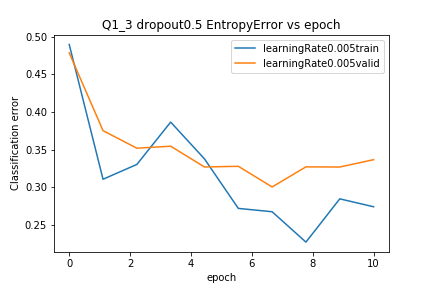 Q1_3 dropout0.5 EntropyError vs epoch
learningRate0.005train
learningRate0.005valid
Classification error
0.50
0.45
0.40
0.35
0.30
0.25
0 2 4 6 8 10
epoch